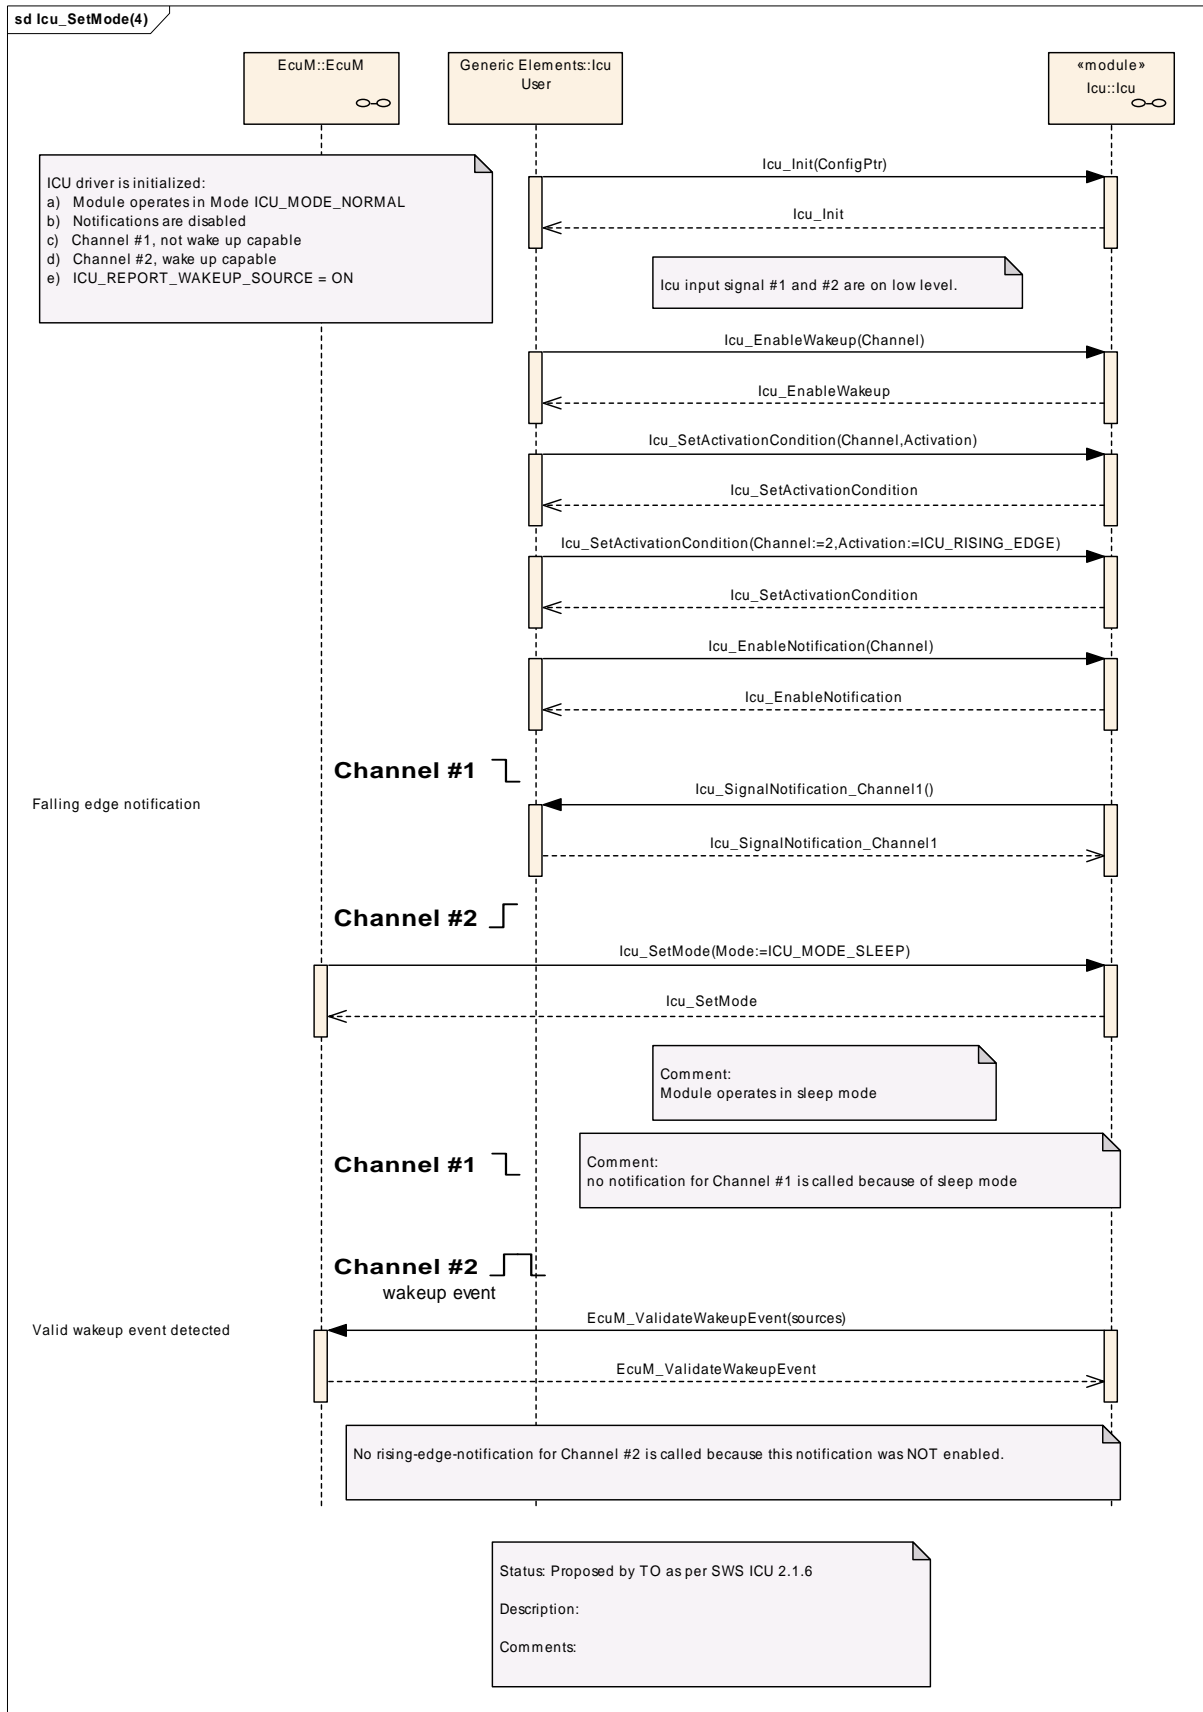 sd Icu_SetMode(4)
EcuM::EcuM
Generic Elements::Icu
User
«module»
Icu::Icu
ICU driver is initialized:
a) Module operates in Mode ICU_MODE_NORMAL
b) Notifications are disabled
c) Channel #1, not wake up capable
d) Channel #2, wake up capable
e) ICU_REPORT_WAKEUP_SOURCE = ON
Icu_Init(ConfigPtr)
Icu_Init
Icu input signal #1 and #2 are on low level.
Icu_EnableWakeup(Channel)
Icu_EnableWakeup
Icu_SetActivationCondition(Channel,Activation)
Icu_SetActivationCondition
Icu_SetActivationCondition(Channel:=2,Activation:=ICU_RISING_EDGE)
Icu_SetActivationCondition
Icu_EnableNotification(Channel)
Icu_EnableNotification
Channel #1
Falling edge notification
Icu_SignalNotification_Channel1()
Icu_SignalNotification_Channel1
Channel #2
Icu_SetMode(Mode:=ICU_MODE_SLEEP)
Icu_SetMode
Comment:
Module operates in sleep mode
Channel #1
Comment:
no notification for Channel #1 is called because of sleep mode
Channel #2
wakeup event
Valid wakeup event detected
EcuM_ValidateWakeupEvent(sources)
EcuM_ValidateWakeupEvent
No rising-edge-notification for Channel #2 is called because this notification was NOT enabled.
Status: Proposed by TO as per SWS ICU 2.1.6
Description:
Comments: